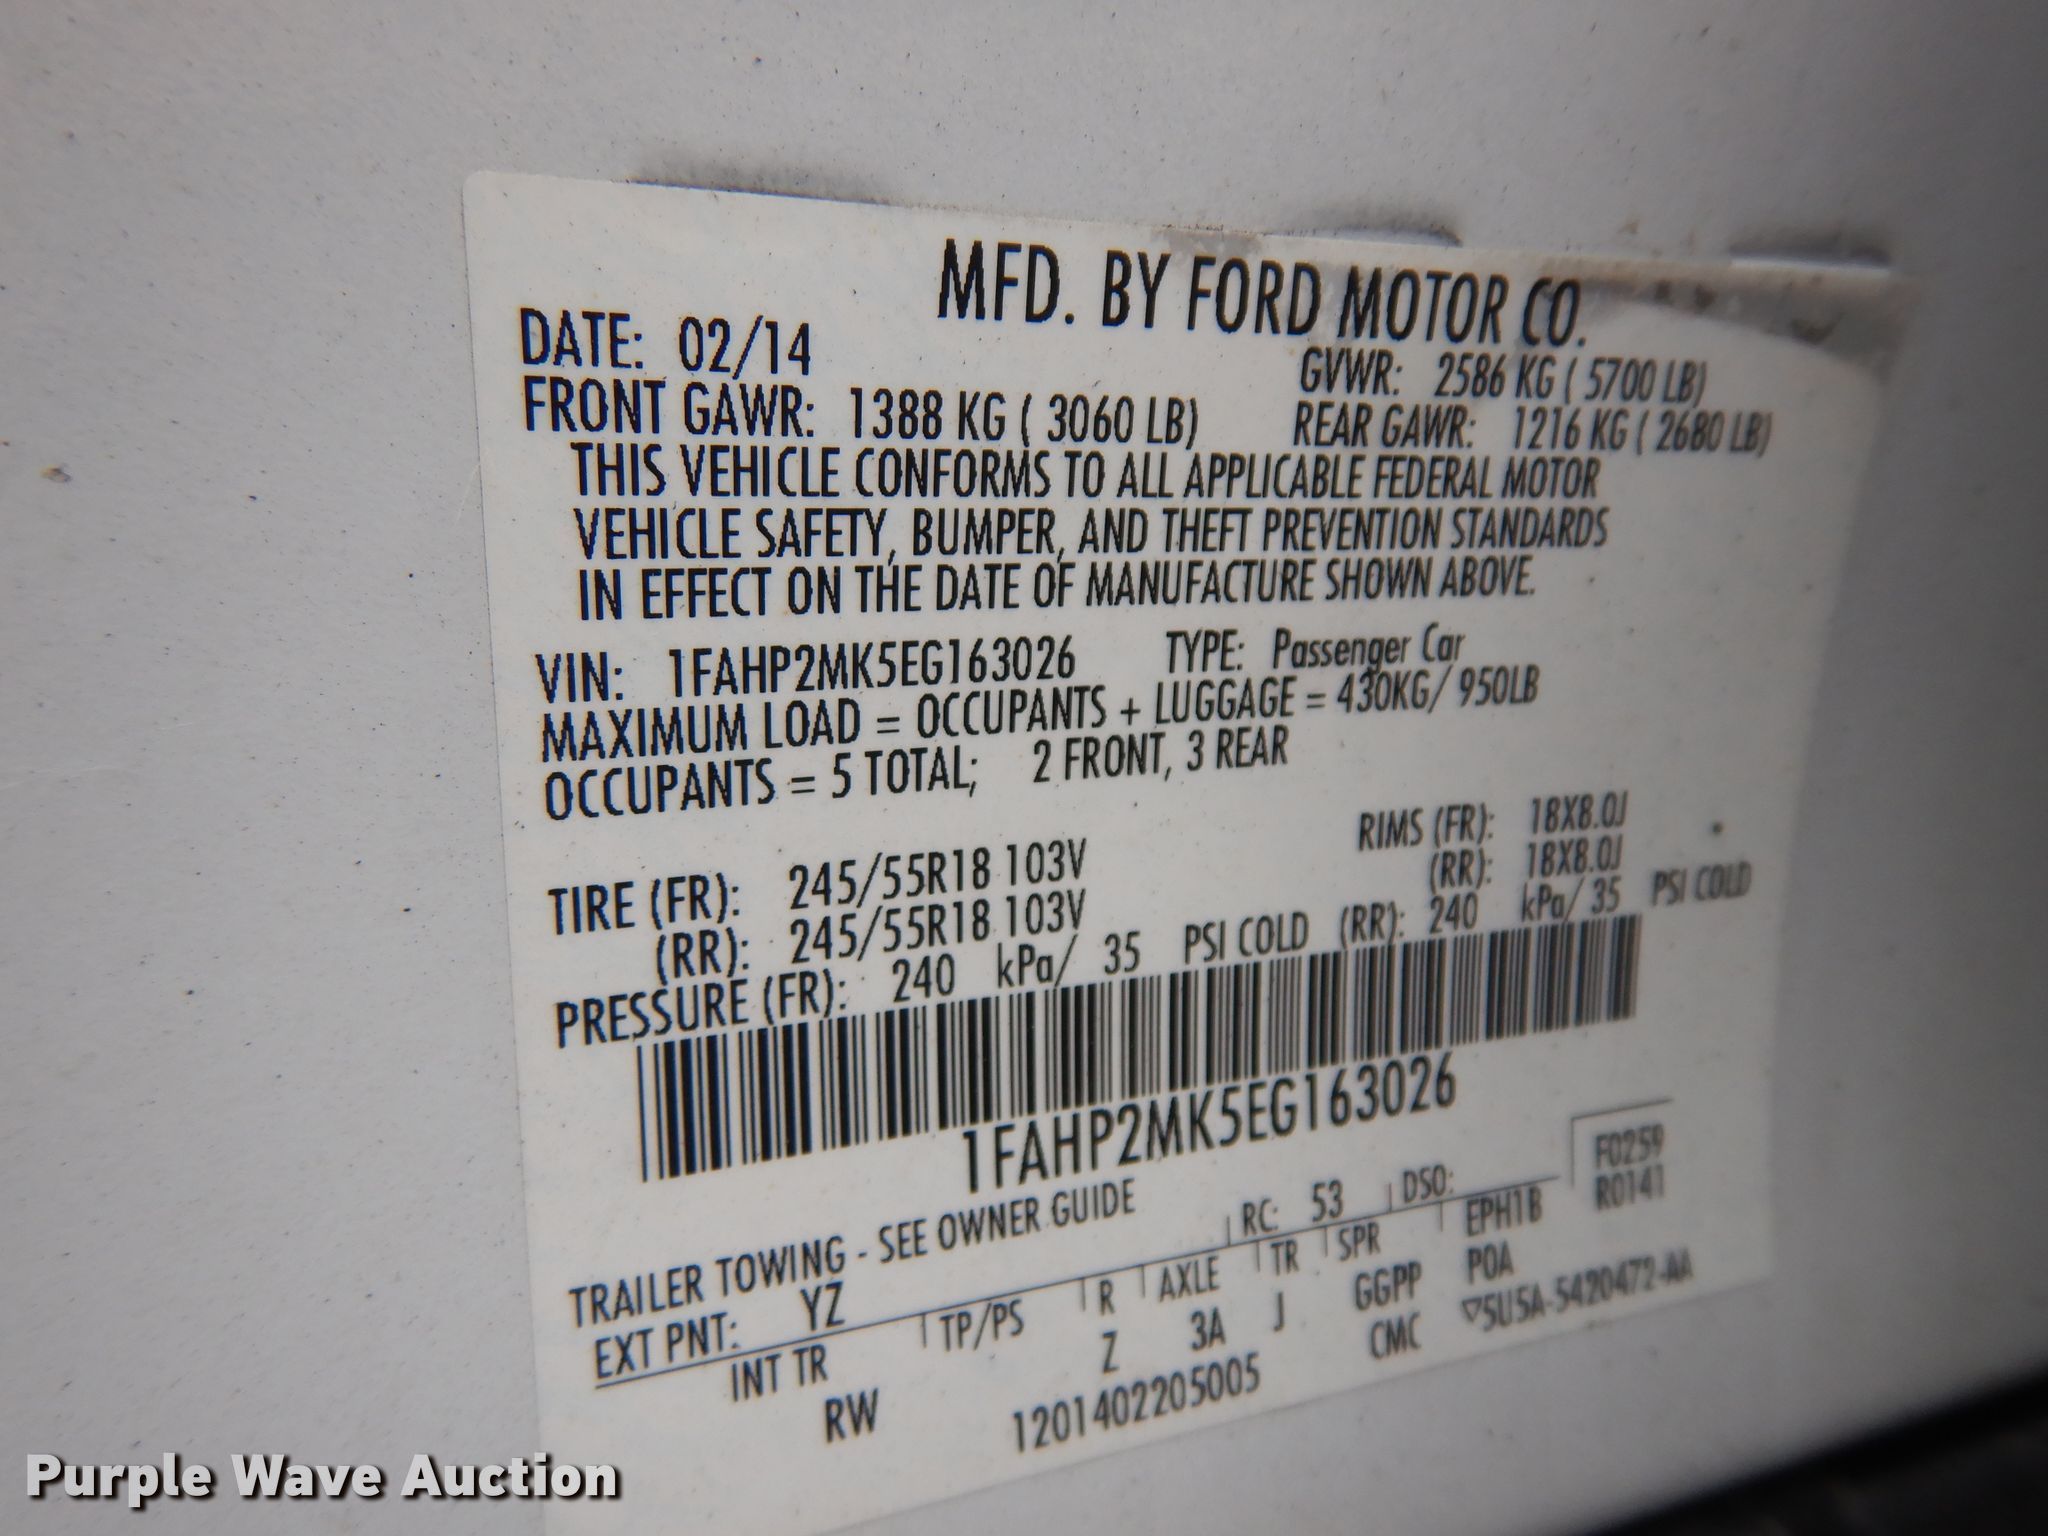 MFD. BY FORD MOTOR CO.
DATE: 02/14
GVWR: 2586 KG ( 5700 LB)
FRONT GAWR: 1388 KG ( 3060 LB) REAR GAWR: 1216 KG ( 2680 LB)
THIS VEHICLE CONFORMS TO ALL APPLICABLE FEDERAL MOTOR
VEHICLE SAFETY, BUMPER, AND THEFT PREVENTION STANDARDS
IN EFFECT ON THE DATE OF MANUFACTURE SHOWN ABOVE.
VIN: 1FAHP2MK5EG163026 TYPE: Passenger Car
MAXIMUM LOAD = OCCUPANTS + LUGGAGE = 430KG/ 950LB
OCCUPANTS = 5 TOTAL; 2 FRONT, 3 REAR
TIRE (FR): 245/55R18 103V RIMS (FR): 18X8.0J
(RR): 245/55R18 103V (RR): 18X8.0J
PRESSURE (FR): 240 kPa/ 35 PSI COLD (RR): 240 kPa/ 35 PSI COLD
1FAHP2MK5EG163026
F0259
R0141
TRAILER TOWING - SEE OWNER GUIDE
EXT PNT: YZ RC: 53 DSO:
INT TR TP/PS R AXLE TR SPR EPH1B
RW Z 3A J GGPP POA
1201402205005 CMC ▽5U5A-5420472-AA
Purple Wave Auction